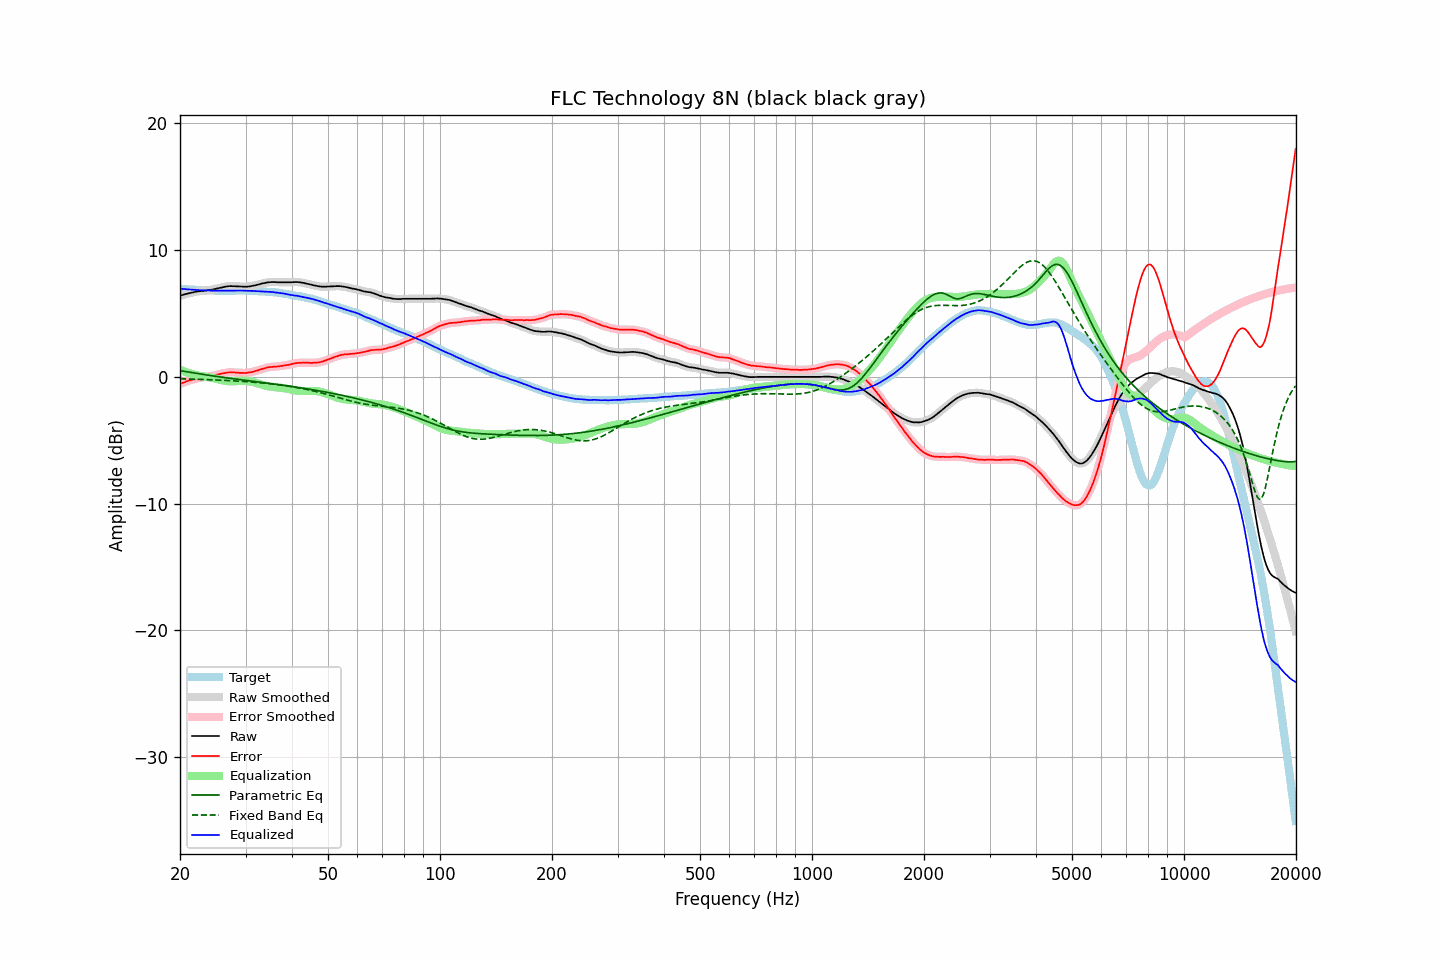 FLC Technology 8N (black black gray)
20
10
0
−10
−20
−30
Amplitude (dBr)
Target
Raw Smoothed
Error Smoothed
Raw
Error
Equalization
Parametric Eq
Fixed Band Eq
Equalized
20 50 100 200 500 1000 2000 5000 10000 20000
Frequency (Hz)